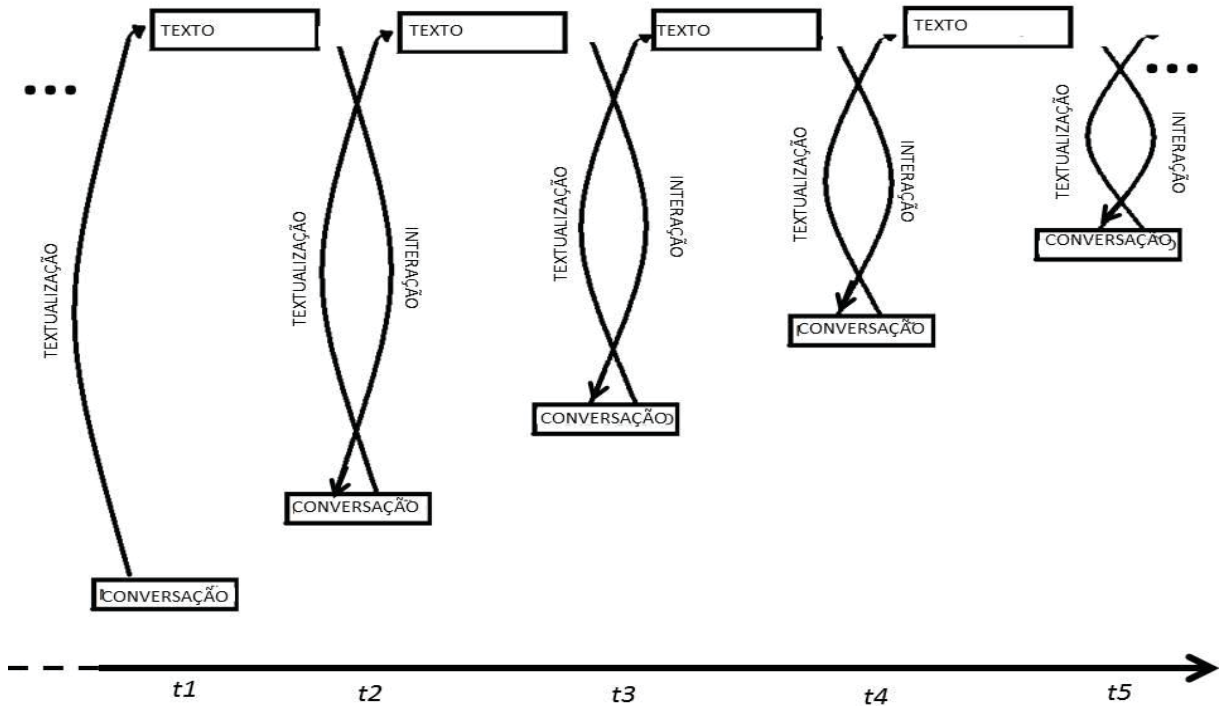 TEXTO
TEXTO
TEXTO
TEXTO
...
...
TEXTUALIZAÇÃO
INTERAÇÃO
TEXTUALIZAÇÃO
INTERAÇÃO
TEXTUALIZAÇÃO
INTERAÇÃO
TEXTUALIZAÇÃO
INTERAÇÃO
TEXTUALIZAÇÃO
CONVERSAÇÃO
CONVERSAÇÃO
CONVERSAÇÃO
CONVERSAÇÃO
CONVERSAÇÃO
t1
t2
t3
t4
t5